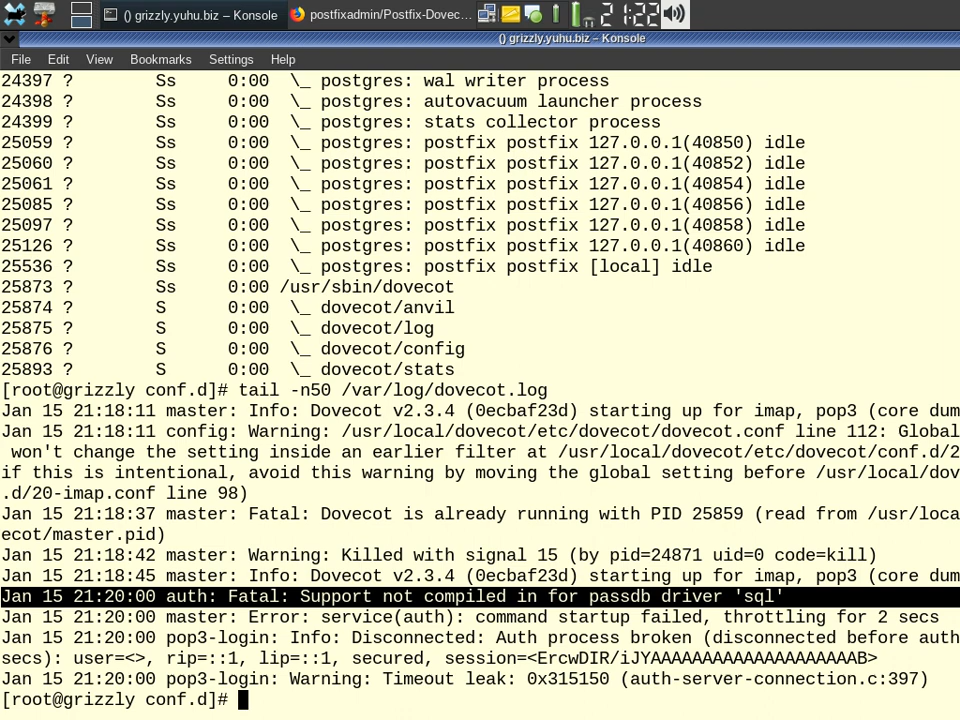 () grizzly.yuhu.biz – Konsole
postfixadmin/Postfix-Dovec...
21:22
() grizzly.yuhu.biz – Konsole
File Edit View Bookmarks Settings Help
24397 ? Ss 0:00 \_ postgres: wal writer process
24398 ? Ss 0:00 \_ postgres: autovacuum launcher process
24399 ? Ss 0:00 \_ postgres: stats collector process
25059 ? Ss 0:00 \_ postgres: postfix postfix 127.0.0.1(40850) idle
25060 ? Ss 0:00 \_ postgres: postfix postfix 127.0.0.1(40852) idle
25061 ? Ss 0:00 \_ postgres: postfix postfix 127.0.0.1(40854) idle
25085 ? Ss 0:00 \_ postgres: postfix postfix 127.0.0.1(40856) idle
25097 ? Ss 0:00 \_ postgres: postfix postfix 127.0.0.1(40858) idle
25126 ? Ss 0:00 \_ postgres: postfix postfix 127.0.0.1(40860) idle
25536 ? Ss 0:00 \_ postgres: postfix postfix [local] idle
25873 ? Ss 0:00 /usr/sbin/dovecot
25874 ? S 0:00 \_ dovecot/anvil
25875 ? S 0:00 \_ dovecot/log
25876 ? S 0:00 \_ dovecot/config
25893 ? S 0:00 \_ dovecot/stats
[root@grizzly conf.d]# tail -n50 /var/log/dovecot.log
Jan 15 21:18:11 master: Info: Dovecot v2.3.4 (0ecbaf23d) starting up for imap, pop3 (core dum
Jan 15 21:18:11 config: Warning: /usr/local/dovecot/etc/dovecot/dovecot.conf line 112: Global
won't change the setting inside an earlier filter at /usr/local/dovecot/etc/dovecot/conf.d/2
if this is intentional, avoid this warning by moving the global setting before /usr/local/dov
.d/20-imap.conf line 98)
Jan 15 21:18:37 master: Fatal: Dovecot is already running with PID 25859 (read from /usr/loca
ecot/master.pid)
Jan 15 21:18:42 master: Warning: Killed with signal 15 (by pid=24871 uid=0 code=kill)
Jan 15 21:18:45 master: Info: Dovecot v2.3.4 (0ecbaf23d) starting up for imap, pop3 (core dum
Jan 15 21:20:00 auth: Fatal: Support not compiled in for passdb driver 'sql'
Jan 15 21:20:00 master: Error: service(auth): command startup failed, throttling for 2 secs
Jan 15 21:20:00 pop3-login: Info: Disconnected: Auth process broken (disconnected before auth
secs): user=<>, rip=::1, lip=::1, secured, session=<ErcwDIR/iJYAAAAAAAAAAAAAAAAAAAAB>
Jan 15 21:20:00 pop3-login: Warning: Timeout leak: 0x315150 (auth-server-connection.c:397)
[root@grizzly conf.d]#